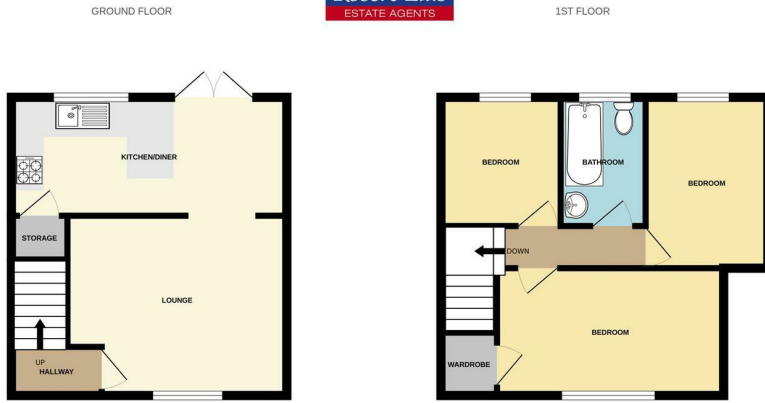 GROUND FLOOR
ESTATE AGENTS
1ST FLOOR
KITCHEN/DINER
STORAGE
LOUNGE
UP
HALLWAY
BEDROOM
BATHROOM
BEDROOM
DOWN
BEDROOM
WARDROBE